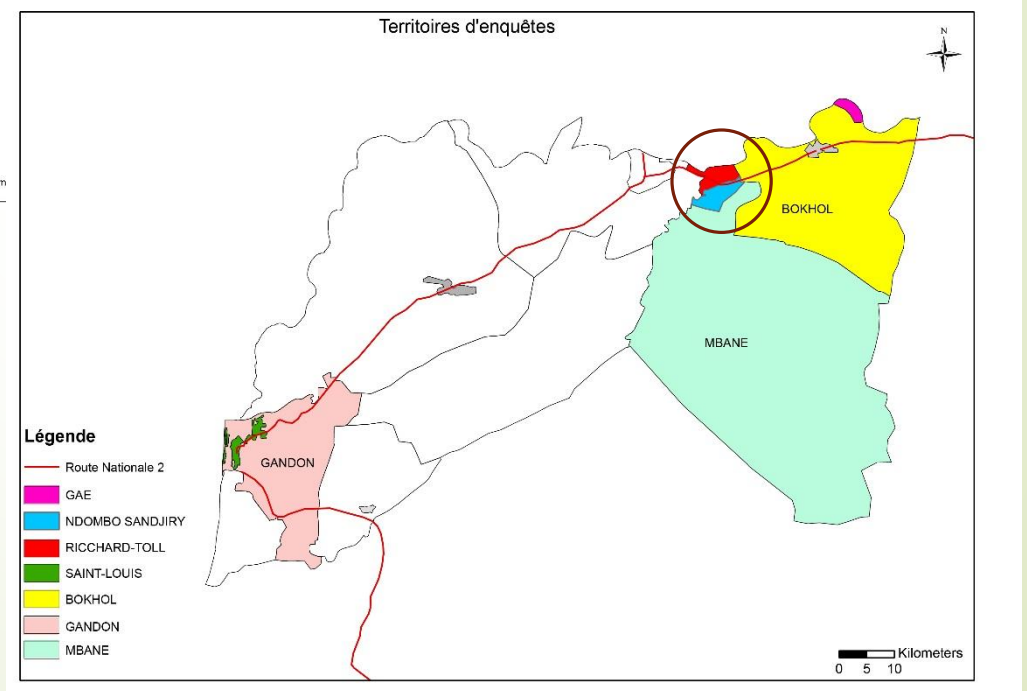 Territoires d'enquêtes
N
m
BOKHOL
MBANE
GANDON
Légende
Route Nationale 2
GAE
NDOMBO SANDJIRY
RICCHARD-TOLL
SAINT-LOUIS
BOKHOL
GANDON
MBANE
Kilometers
0 5 10